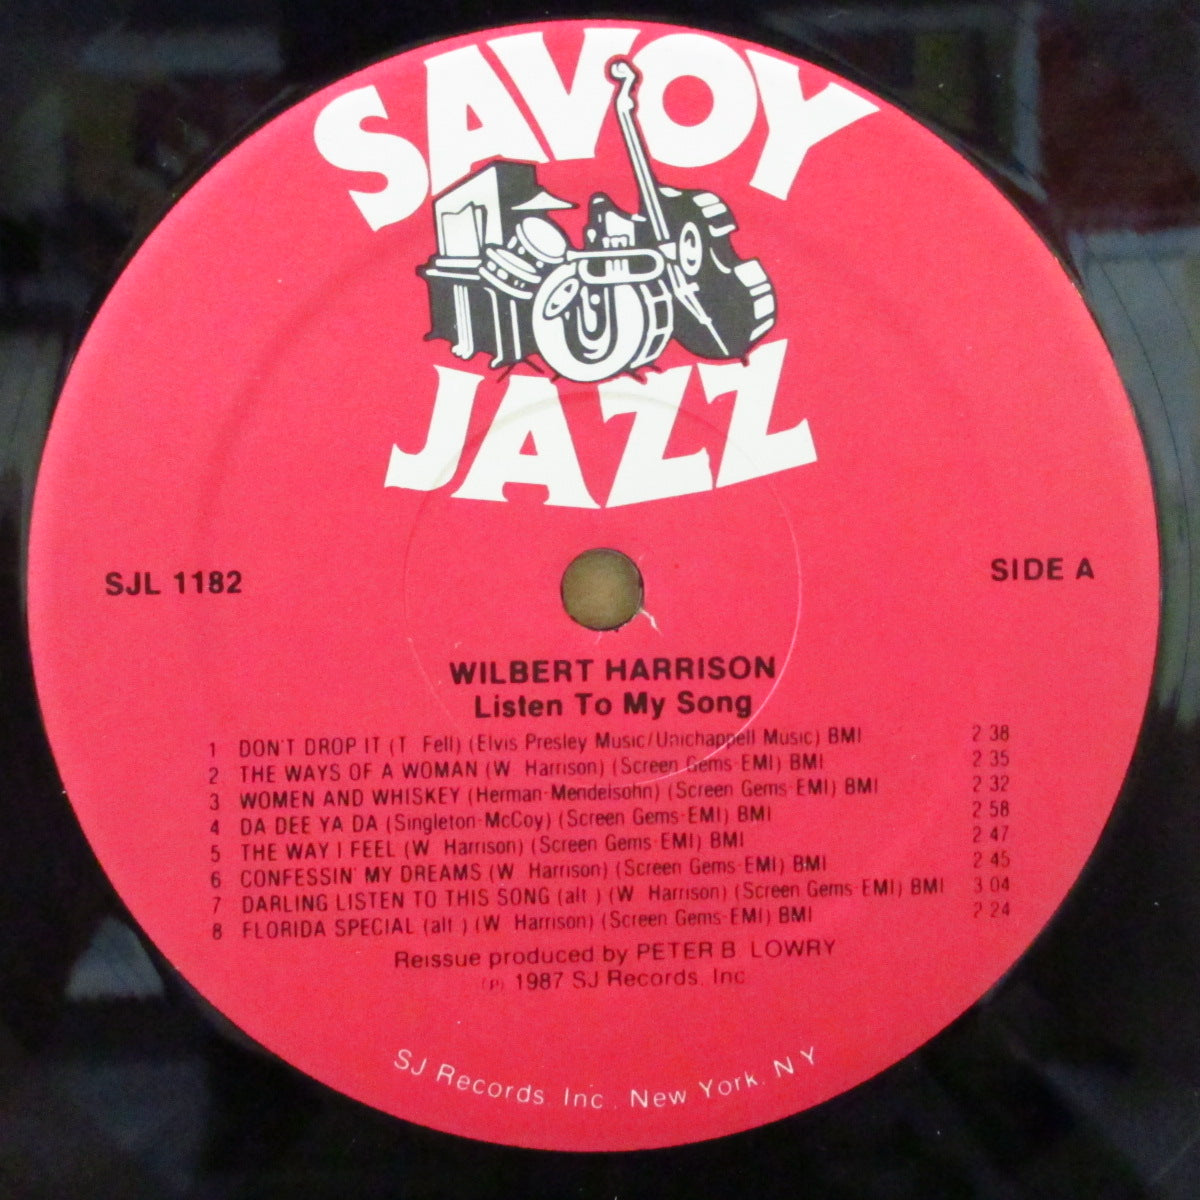 SAVOY
JAZZ
SJL 1182
SIDE A
WILBERT HARRISON
Listen To My Song
1 DON'T DROP IT (T. Fell) (Elvis Presley Music/Unichappell Music) BMI 2 38
2 THE WAYS OF A WOMAN (W. Harrison) (Screen Gems-EMI) BMI 2 35
3 WOMEN AND WHISKEY (Herman-Mendelsohn) (Screen Gems EMI) BMI 2 32
4 DA DEE YA DA (Singleton-McCoy) (Screen Gems-EMI) BMI 2 58
5 THE WAY I FEEL (W Harrison) (Screen Gems-EMI) BMI 2 47
6 CONFESSIN' MY DREAMS (W Harrison) (Screen Gems-EMI) BMI 2 45
7 DARLING LISTEN TO THIS SONG (alt ) (W Harrison) (Screen Gems-EMI) BMI 3 04
8 FLORIDA SPECIAL (alt ) (W Harrison) (Screen Gems-EMI) BMI 2 24
Reissue produced by PETER B. LOWRY
(P) 1987 SJ Records, Inc
SJ Records, Inc., New York, N Y